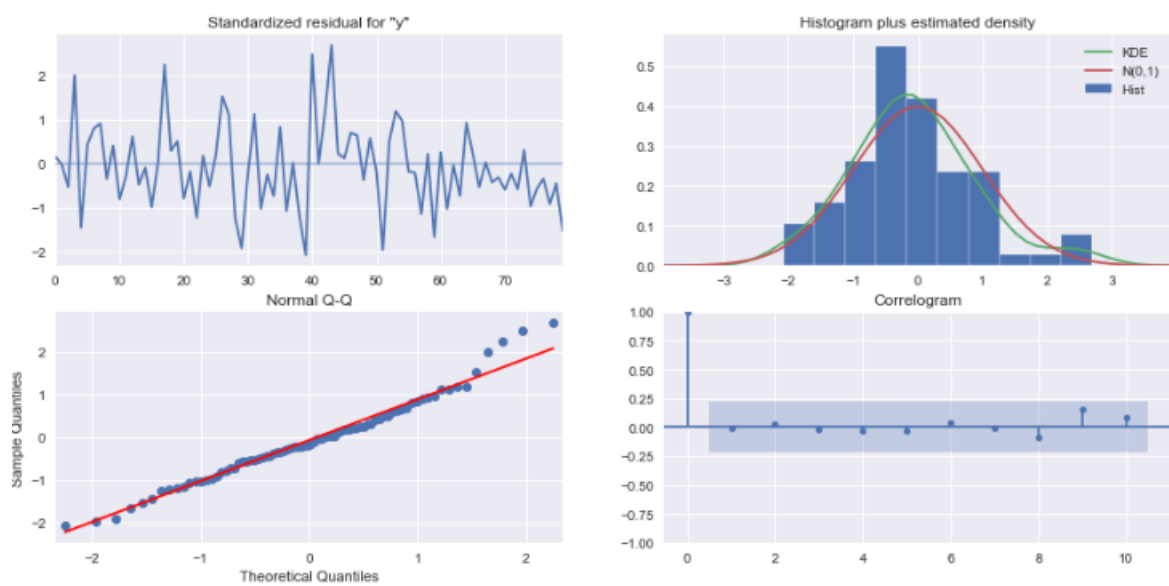 Standardized residual for "y"
2
1
0
−1
−2
0 10 20 30 40 50 60 70
Histogram plus estimated density
KDE
N(0,1)
Hist
0.5
0.4
0.3
0.2
0.1
0.0
−3 −2 −1 0 1 2 3
Normal Q-Q
Sample Quantiles
2
1
0
−1
−2
−2 −1 0 1 2
Theoretical Quantiles
Correlogram
1.00
0.75
0.50
0.25
0.00
−0.25
−0.50
−0.75
−1.00
0 2 4 6 8 10